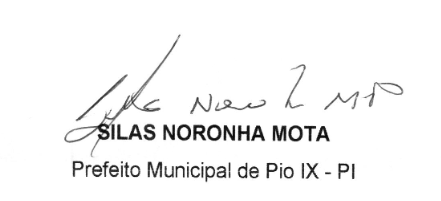 SILAS NORONHA MOTA
Prefeito Municipal de Pio IX - PI